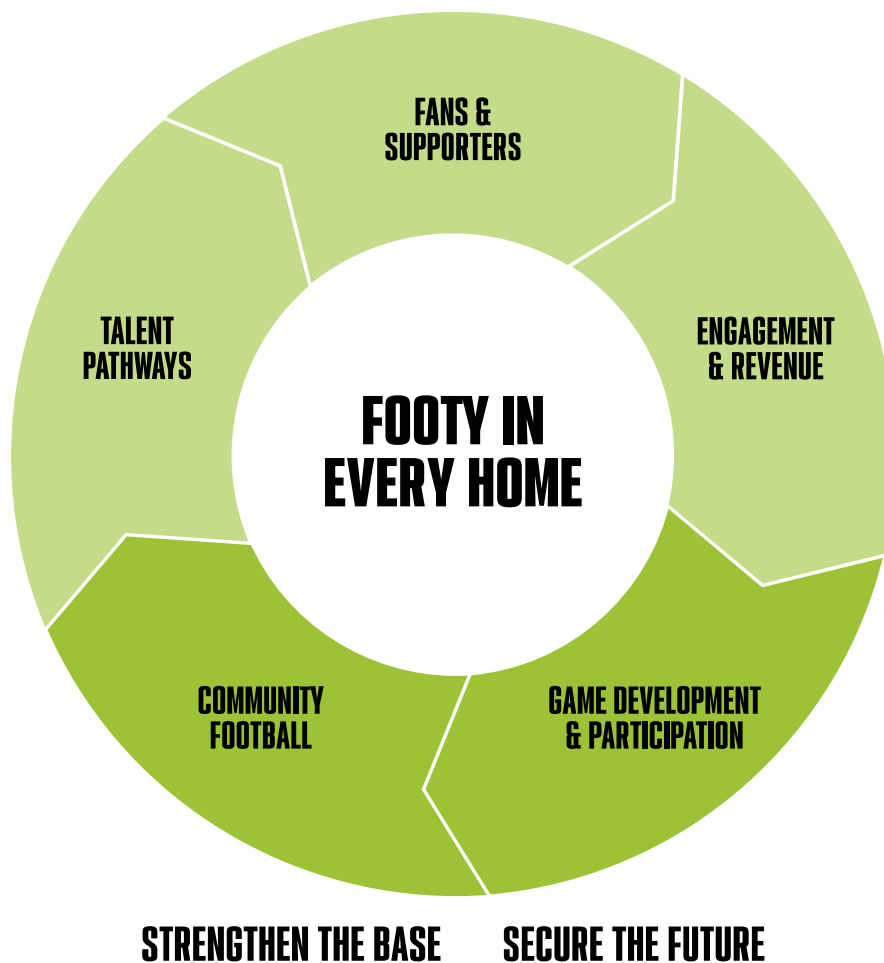 FANS &
SUPPORTERS
TALENT
PATHWAYS
ENGAGEMENT
& REVENUE
FOOTY IN
EVERY HOME
COMMUNITY
FOOTBALL
GAME DEVELOPMENT
& PARTICIPATION
STRENGTHEN THE BASE
SECURE THE FUTURE